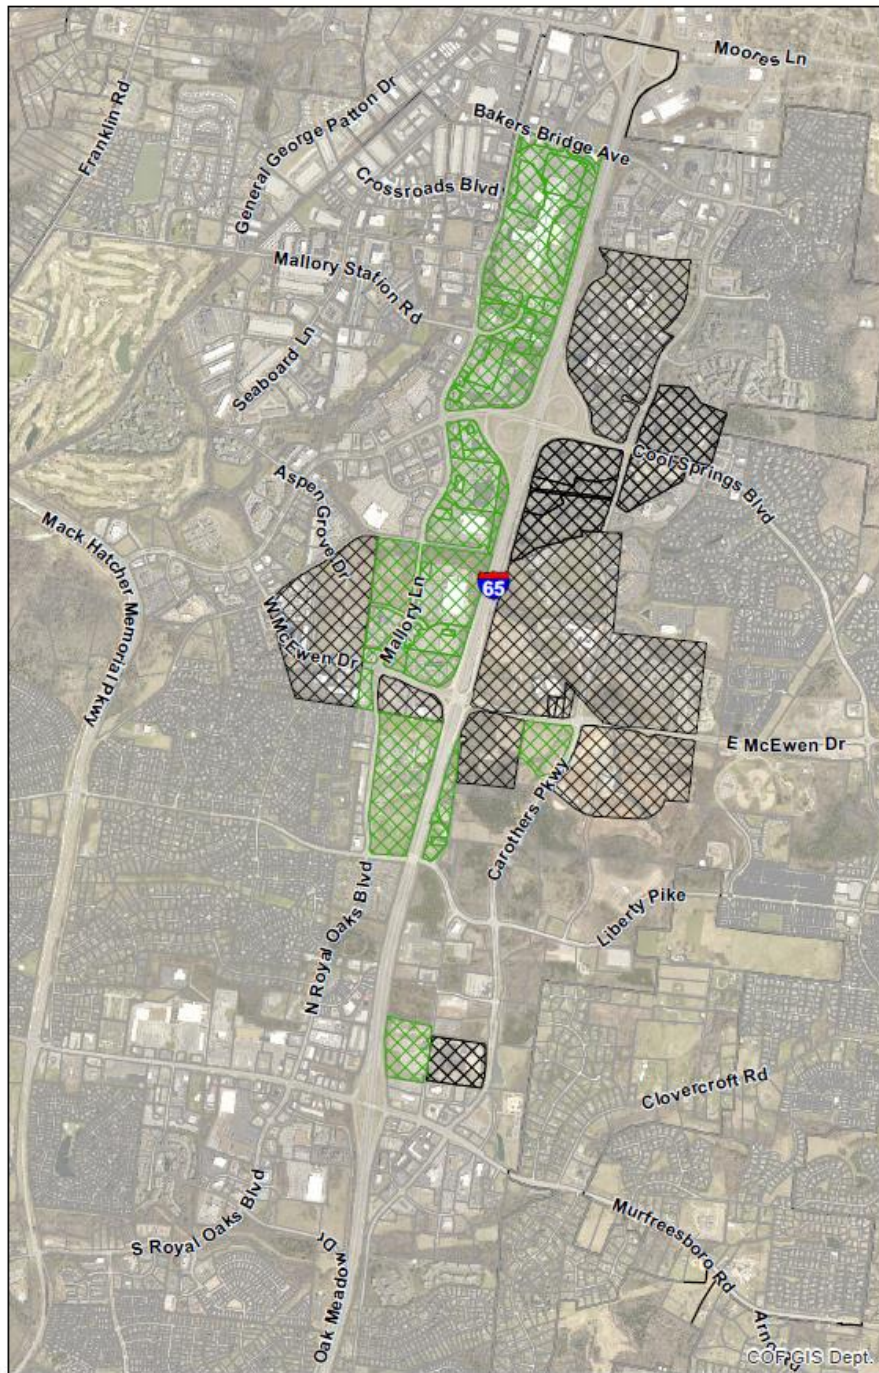 Moores Ln
Franklin Rd
General George Patton Dr
Bakers Bridge Ave
Crossroads Blvd
Mallory Station Rd
Seaboard Ln
Cool Springs Blvd
Aspen Grove Dr
Mack Hatcher Memorial Pkwy
65
Mallory Ln
W McEwen Dr
E McEwen Dr
Carothers Pkwy
N Royal Oaks Blvd
Liberty Pike
Clovercroft Rd
Murfreesboro Rd
S Royal Oaks Blvd
Oak Meadow Dr
Arno Rd
COF/GIS Dept.